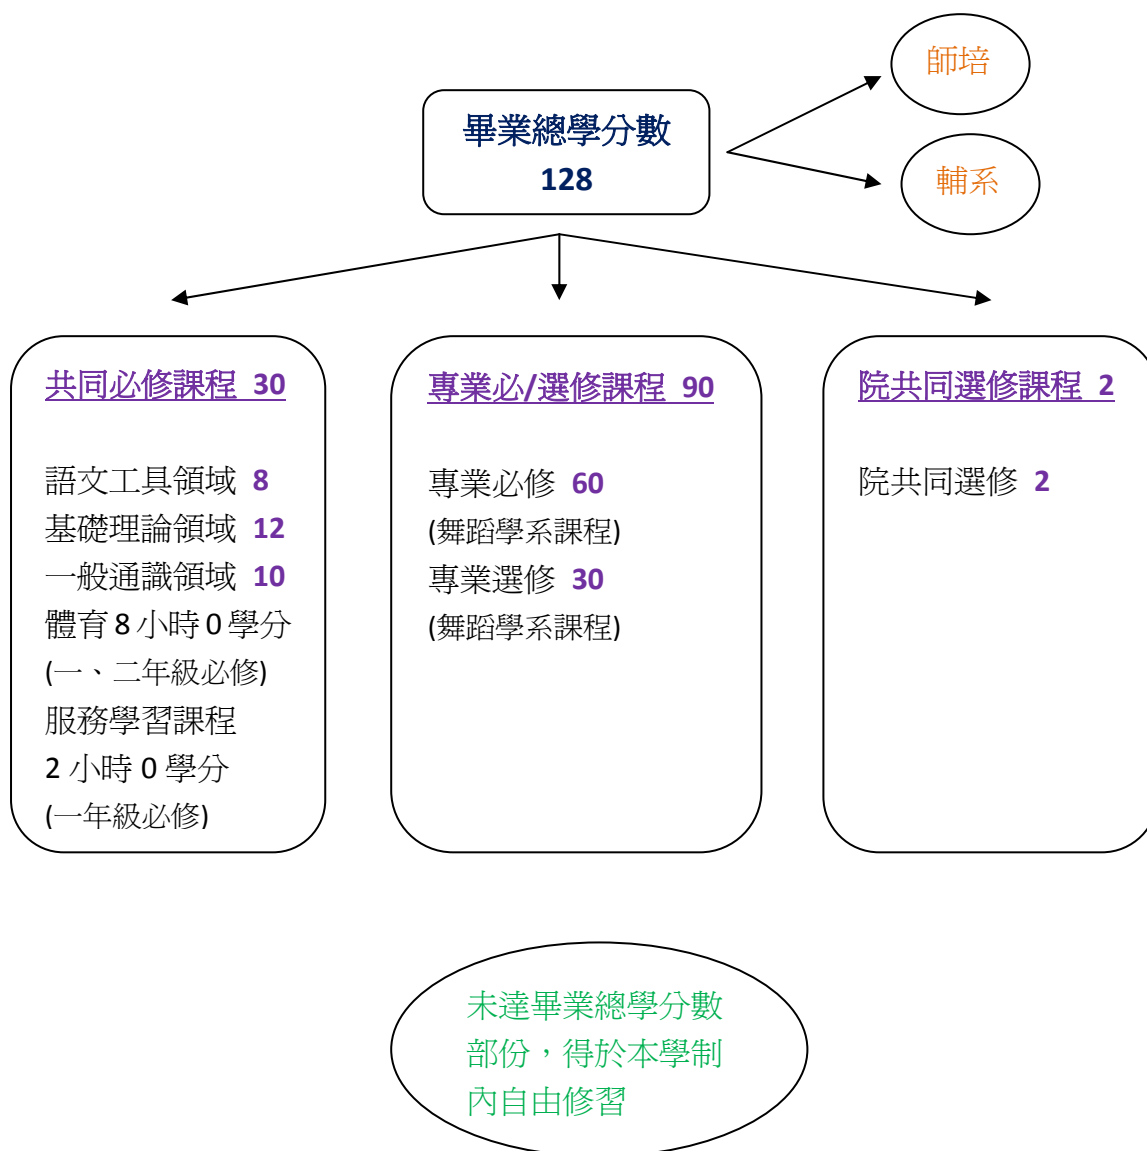 師培
畢業總學分數
128
輔系
共同必修課程 30
語文工具領域 8
基礎理論領域 12
一般通識領域 10
體育 8 小時 0 學分
(一、二年級必修)
服務學習課程
2 小時 0 學分
(一年級必修)
專業必/選修課程 90
專業必修 60
(舞蹈學系課程)
專業選修 30
(舞蹈學系課程)
院共同選修課程 2
院共同選修 2
未達畢業總學分數
部份，得於本學制
內自由修習